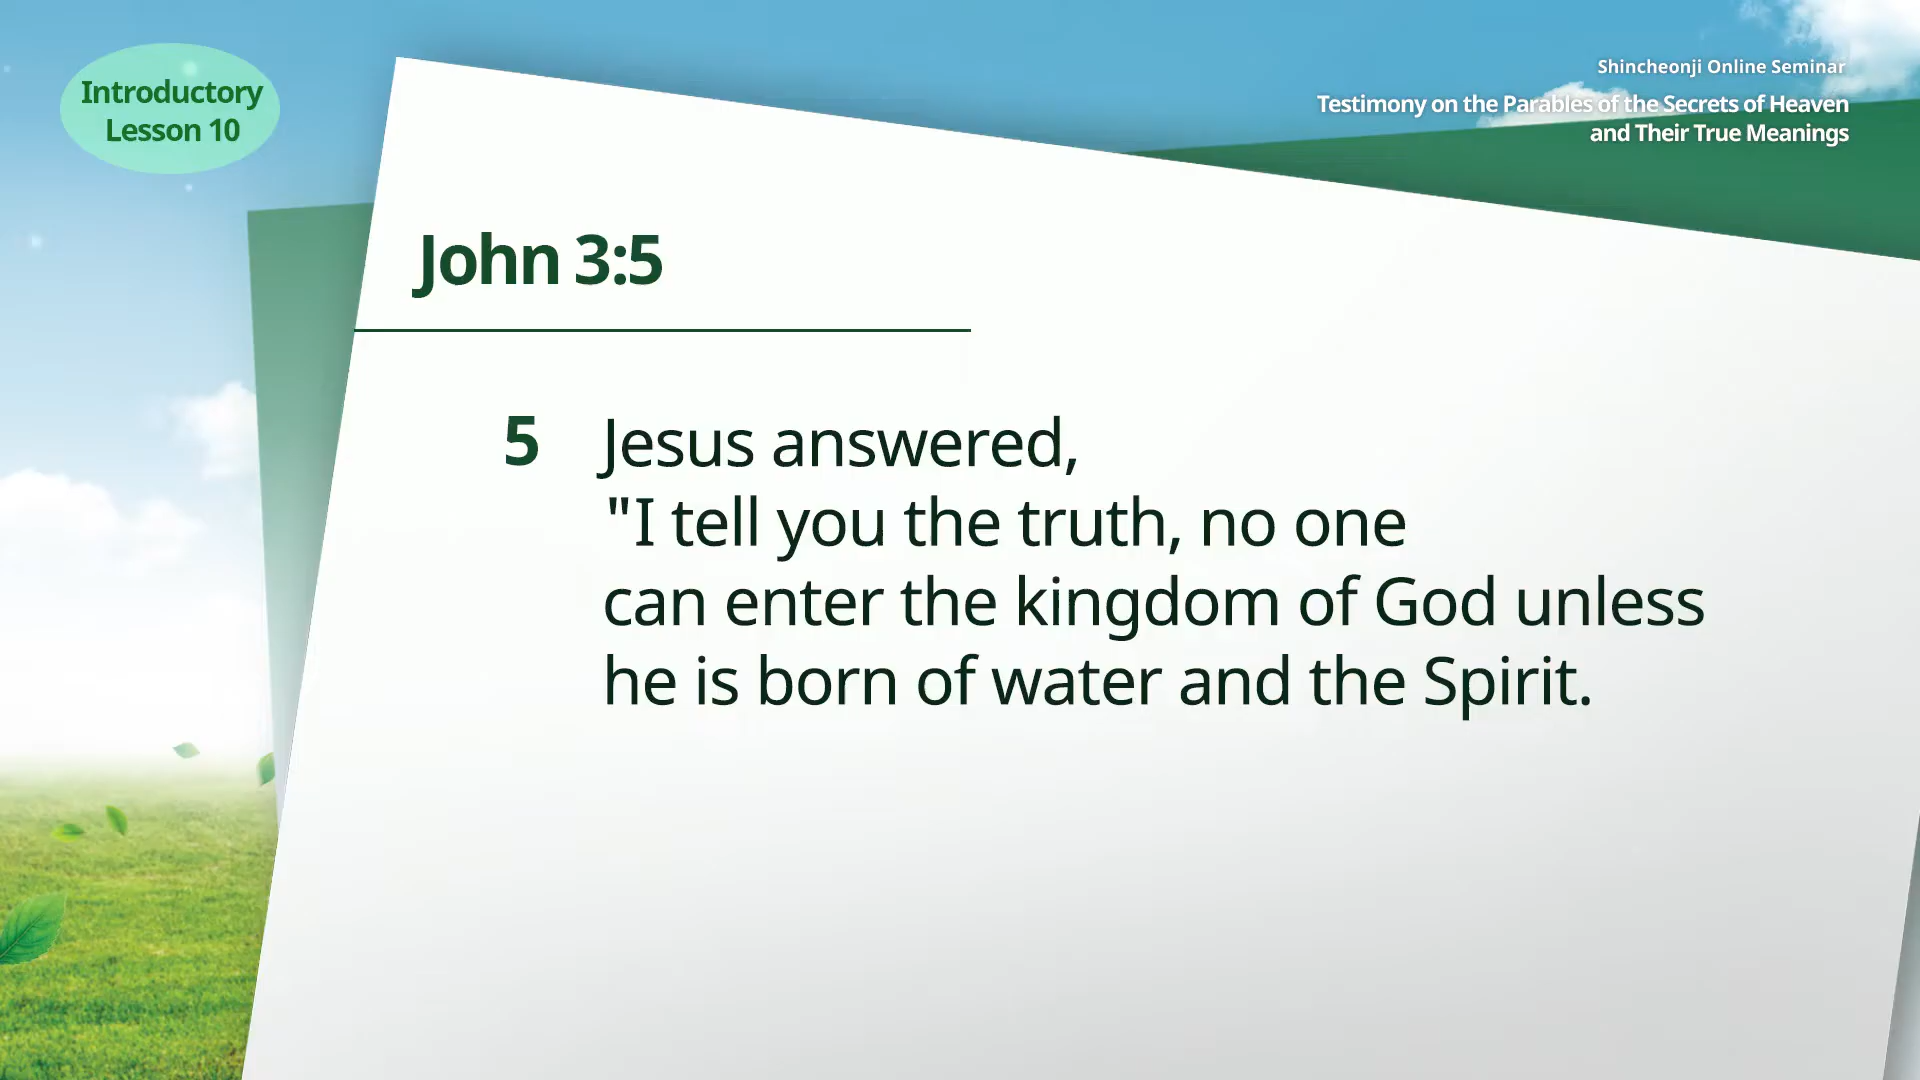 Introductory
Lesson 10
Shincheonji Online Seminar
Testimony on the Parables of the Secrets of Heaven
and Their True Meanings
John 3:5
5 Jesus answered,
"I tell you the truth, no one
can enter the kingdom of God unless
he is born of water and the Spirit.